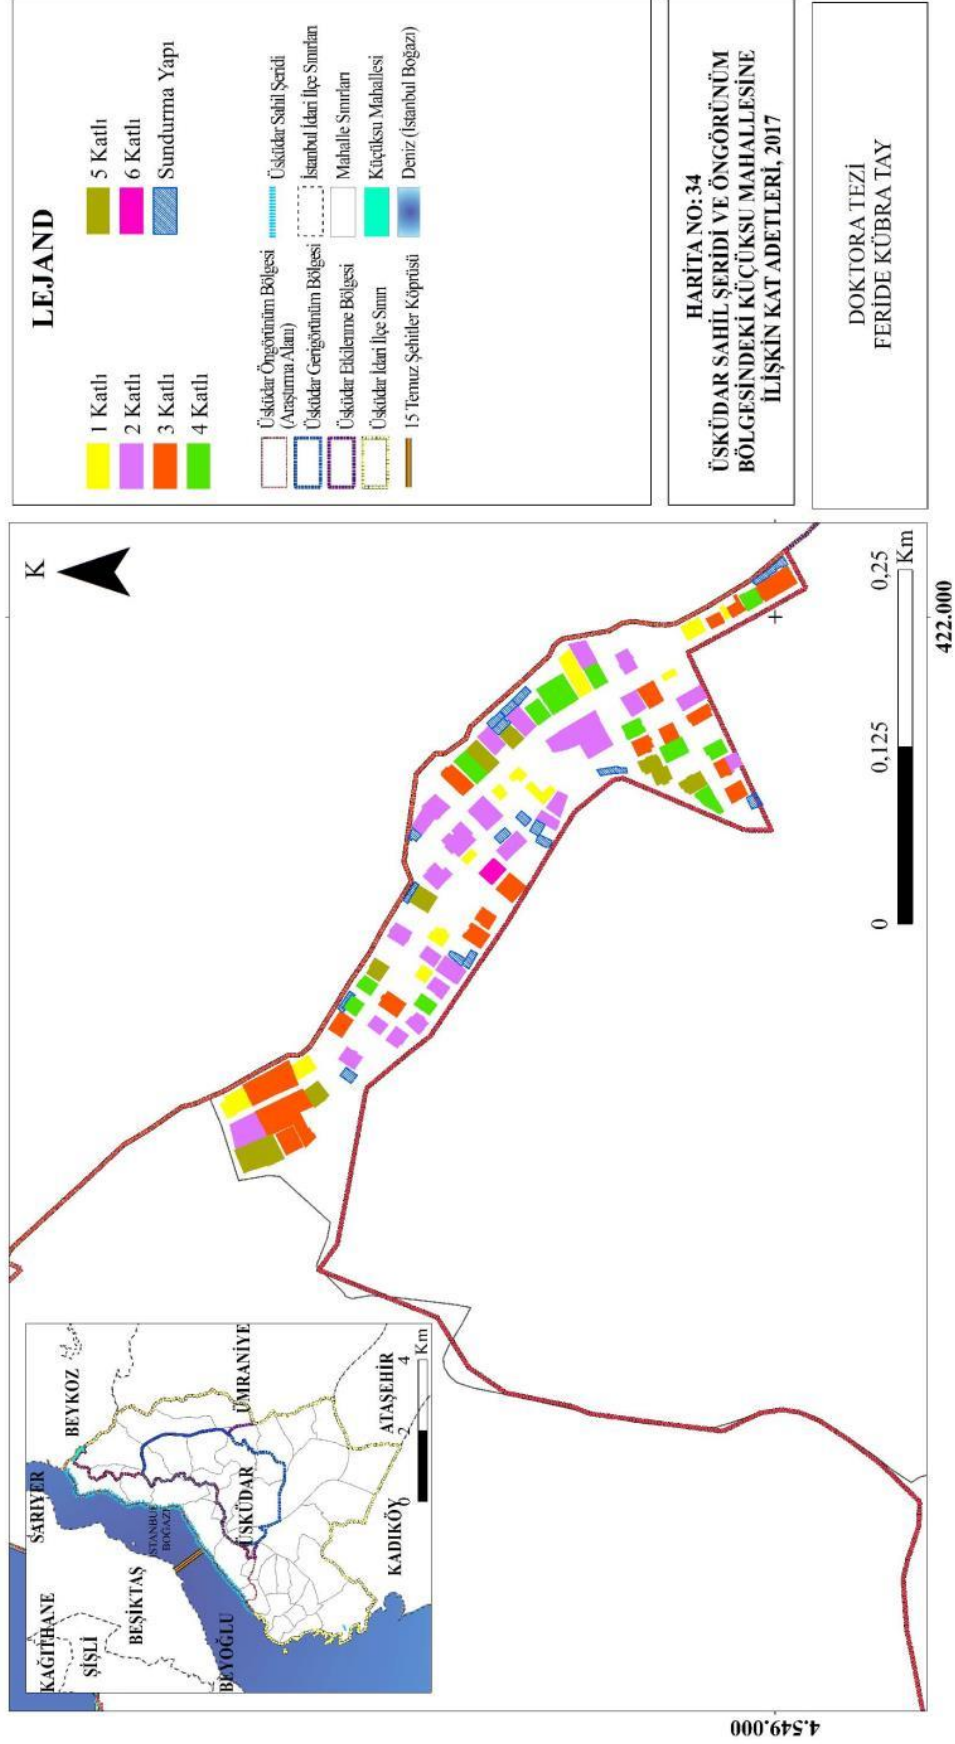 KAĞITHANE
ŞİŞLİ
BEŞİKTAŞ
BEYOĞLU
SARIYER
İSTANBUL
BOĞAZI
BEYKOZ
ÜSKÜDAR
ÜMRANİYE
ATAŞEHİR
KADIKÖY
0 2 4
Km
K
0 0,125 0,25
Km
4.549.000
422.000
LEJAND
1 Katlı
2 Katlı
3 Katlı
4 Katlı
5 Katlı
6 Katlı
Sundurma Yapı
Üsküdar Öngörünüm Bölgesi
(Araştırma Alanı)
Üsküdar Gerigörünüm Bölgesi
Üsküdar Etkilenme Bölgesi
Üsküdar İdari İlçe Sınırı
15 Temuz Şehitler Köprüsü
Üsküdar Sahil Şeridi
İstanbul İdari İlçe Sınırları
Mahalle Sınırları
Küçüksu Mahallesi
Deniz (İstanbul Boğazı)
HARİTA NO:34
ÜSKÜDAR SAHİL ŞERİDİ VE ÖNGÖRÜNÜM
BÖLGESİNDEKİ KÜÇÜKSU MAHALLESİNE
İLİŞKİN KAT ADETLERİ, 2017
DOKTORA TEZİ
FERİDE KÜBRA TAY